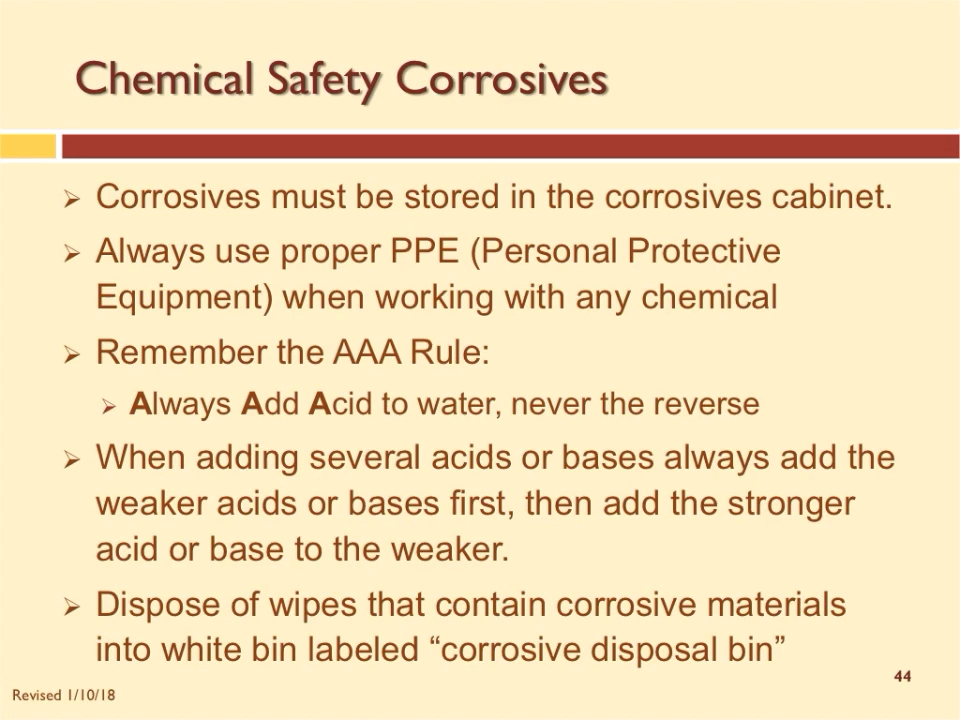 Chemical Safety Corrosives
➢ Corrosives must be stored in the corrosives cabinet.
➢ Always use proper PPE (Personal Protective
Equipment) when working with any chemical
➢ Remember the AAA Rule:
➢ Always Add Acid to water, never the reverse
➢ When adding several acids or bases always add the
weaker acids or bases first, then add the stronger
acid or base to the weaker.
➢ Dispose of wipes that contain corrosive materials
into white bin labeled “corrosive disposal bin”
44
Revised 1/10/18